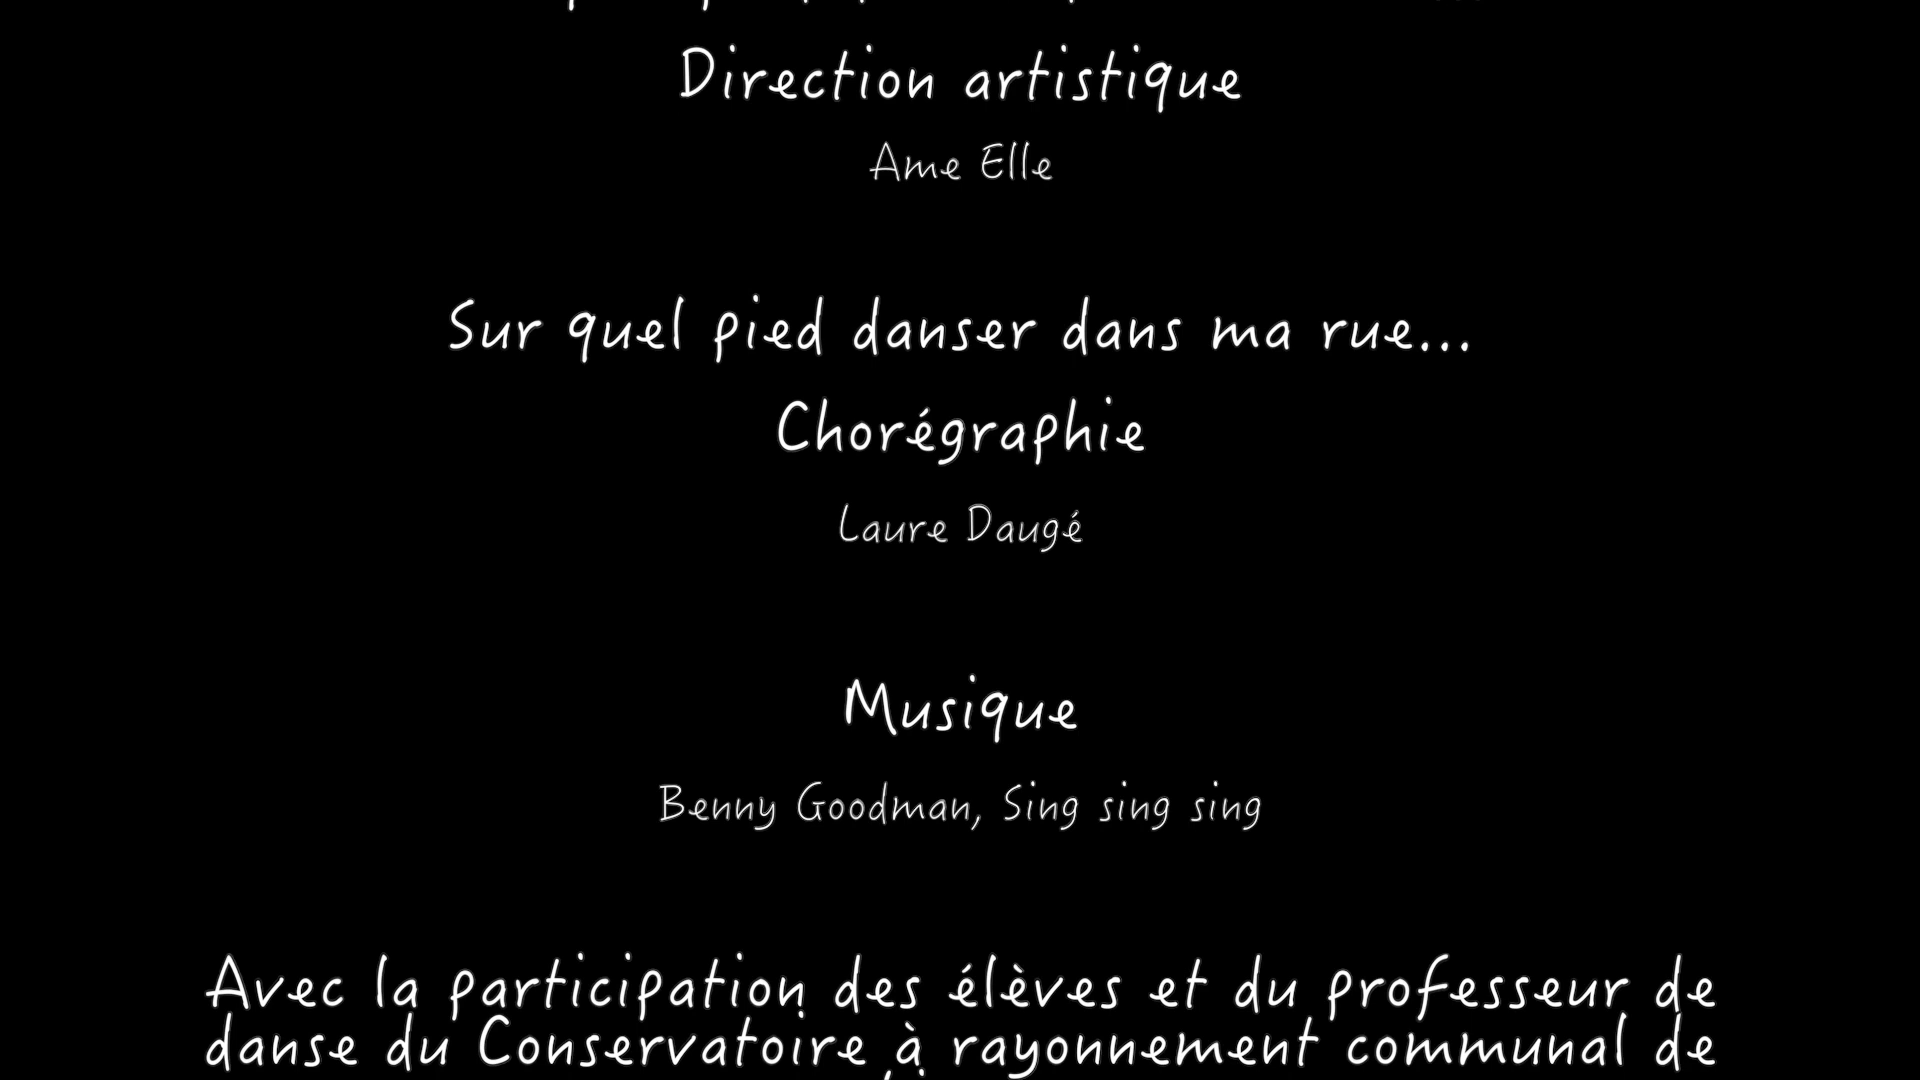 Direction artistique
Ame Elle
Sur quel pied danser dans ma rue...
Chorégraphie
Laure Daugé
Musique
Benny Goodman, Sing sing sing
Avec la participation des élèves et du professeur de
danse du Conservatoire à rayonnement communal de